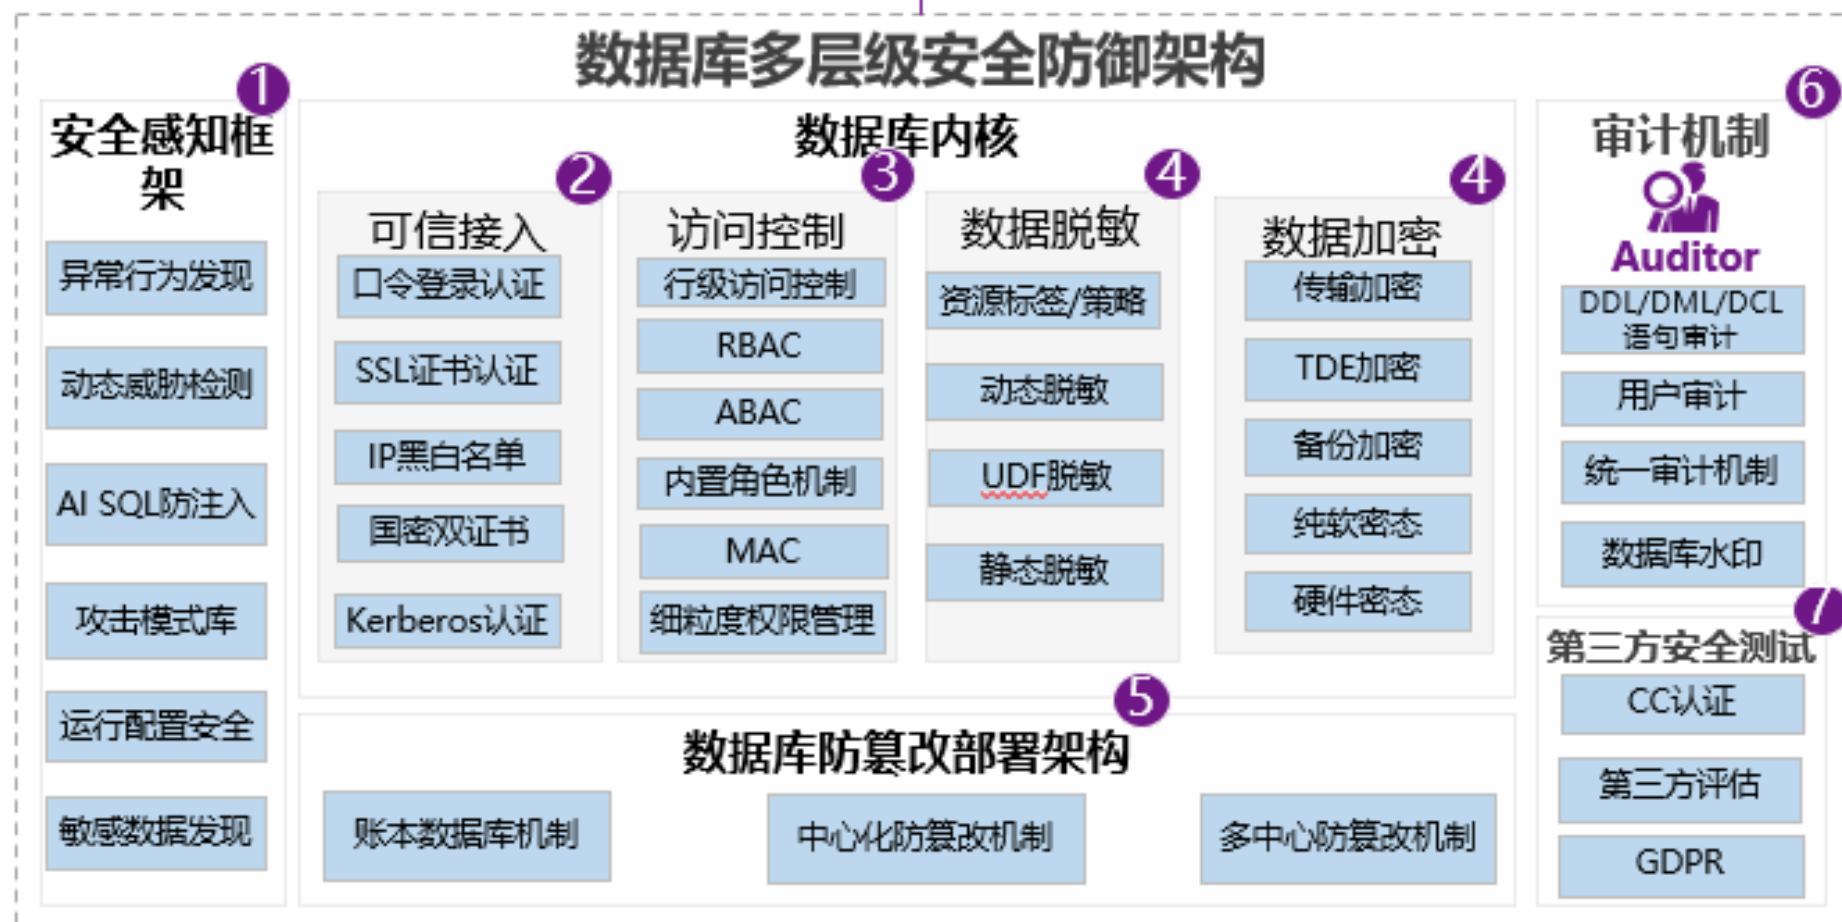 数据库多层级安全防御架构
1
安全感知框
架
异常行为发现
动态威胁检测
AI SQL防注入
攻击模式库
运行配置安全
敏感数据发现
数据库内核
2
可信接入
口令登录认证
SSL证书认证
IP黑白名单
国密双证书
Kerberos认证
3
访问控制
行级访问控制
RBAC
ABAC
内置角色机制
MAC
细粒度权限管理
4
数据脱敏
资源标签/策略
动态脱敏
UDF脱敏
静态脱敏
4
数据加密
传输加密
TDE加密
备份加密
纯软密态
硬件密态
5
数据库防篡改部署架构
账本数据库机制
中心化防篡改机制
多中心防篡改机制
6
审计机制
Auditor
DDL/DML/DCL
语句审计
用户审计
统一审计机制
数据库水印
7
第三方安全测试
CC认证
第三方评估
GDPR